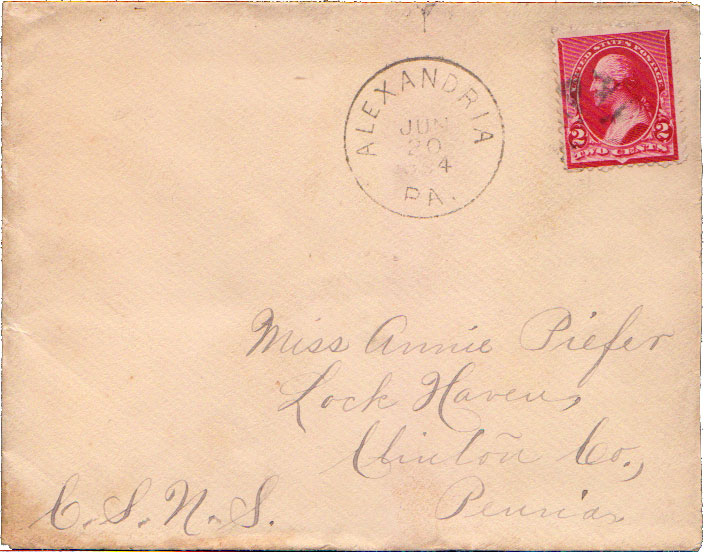 UNITED STATES POSTAGE
2 2
TWO CENTS
ALEXANDRIA
JUN
20
4
PA.
Miss Annie Piefer
Lock Haven,
Clinton Co.,
Penna
C.S.N.S.